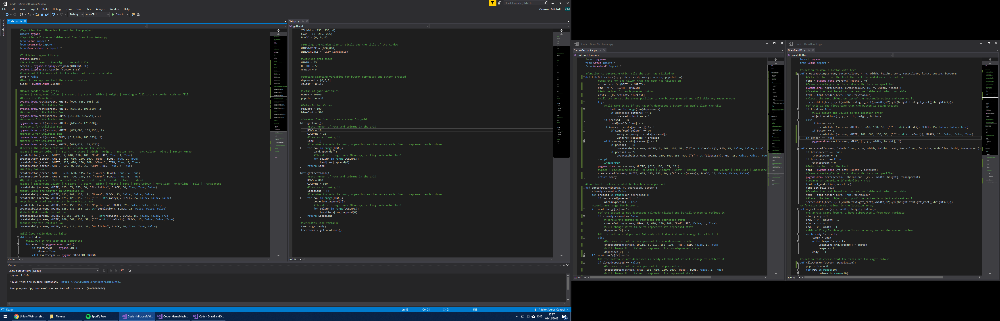 Code - Microsoft Visual Studio
Quick Launch (Ctrl+Q)
File Edit View Project Build Debug Team Tools Test Analyze Window Help
Cameron Mitchell CM
Debug Any CPU Attach...
Server Explorer
Code.py
#Importing the libraries I need for the project
import pygame
#Importing all the variables and functions from Setup.py
from Setup import *
from DrawBandO import *
from GameMechanics import *
#Initiates pygame library
pygame.init()
#Sets the screen to the right size and title
screen = pygame.display.set_mode(WINDOWSIZE)
pygame.display.set_caption(WINDOWTITLE)
#Loops until the user clicks the close button on the window
done = False
#Used to manage how fast the screen updates
clock = pygame.time.Clock()
#Draws border round grids
#Space | Background Colour | x Start | y Start | Width | Height | Nothing = fill in, 2 = border with no fill
#Border for Main Grid
pygame.draw.rect(screen, WHITE, [0,0, 605, 605], 2)
#Border 1 for Statistics Box
pygame.draw.rect(screen, WHITE, [605,55, 195,550], 2)
#Border 2 for Statistics Box
pygame.draw.rect(screen, GRAY, [610,60, 185,540], 2)
#Border 3 for Statistics Box
pygame.draw.rect(screen, WHITE, [615,65, 175,530])
#Border 1 for Utilities Box
pygame.draw.rect(screen, WHITE, [605,605, 195,195], 2)
#Border 2 for Utilities Box
pygame.draw.rect(screen, GRAY, [610,610, 185,185], 2)
#Border 3 for Utilities Box
pygame.draw.rect(screen, WHITE, [615,615, 175,175])
#Creates the buttons that will be visable on the screen
#Space | Button Colour | x Start | y Start | Width | Height | Button Text | Text Colour | First | Button Number
createButton(screen, WHITE, 5, 610, 150, 100, "Red", RED, True, 1, True)
createButton(screen, WHITE, 160, 610, 150, 100, "Blue", BLUE, True, 2, True)
createButton(screen, WHITE, 315, 610, 150, 100, "Clear", CYAN, True, 3, True)
createButton(screen, WHITE, 605, 0, 195, 55, "Quit", RED, True, 4, True)
#Utility Buttons
createButton(screen, WHITE, 630, 650, 145, 65, "Power", BLACK, True, 5, True)
createButton(screen, WHITE, 630, 720, 145, 65, "Water", BLACK, True, 6, True)
#By editing my createButton function I can create one to create a label instead
#Space | Background Colour | x Start | y Start | Width | Height | Text | Text Colour | Font Size | Underline | Bold | Transparent
createLabel(screen, WHITE, 625, 65, 155, 30, "Statistics", BLACK, 30, True, True, False)
#Money Label and Counter in Statistics Box
createLabel(screen, WHITE, 625, 100, 155, 10, "Money", BLACK, 25, False, False, False)
createLabel(screen, WHITE, 625, 125, 155, 10, ("£" + str(money)), BLACK, 25, False, False, False)
#Population Label and Counter in Statistics Box
createLabel(screen, WHITE, 625, 155, 155, 10, "Population", BLACK, 25, False, False, False)
createLabel(screen, WHITE, 625, 180, 155, 10, str(population), BLACK, 25, False, False, False)
#Labels Underneath the buttons
createLabel(screen, WHITE, 5, 660, 150, 50, ("£" + str(redCost)), BLACK, 15, False, False, True)
createLabel(screen, WHITE, 160, 660, 150, 50, ("£" + str(blueCost)), BLACK, 15, False, False, True)
#Labels for the Utilties Box
createLabel(screen, WHITE, 625, 615, 155, 30, "Utilities", BLACK, 30, True, True, False)
#Will loop while done is false
while not done:
#Will run if the user does something
for event in pygame.event.get():
if event.type == pygame.QUIT:
done = True
elif event.type == pygame.MOUSEBUTTONDOWN:
100 %
Setup.py
getLand
YELLOW = (255, 255, 0)
CYAN = (0, 255, 255)
BLACK = (0, 0, 0)
#Setting the window size in pixels and the title of the window
WINDOWSIZE = [800,800]
WINDOWTITLE = "City Simulation"
#Defining grid sizes
WIDTH = 55
HEIGHT = 55
MARGIN = 5
#Setting starting variables for button depressed and button pressed
depressed = [0,0,0]
colour = WHITE
#Setup of game variables
money = 10000
population = 0
#Setup Button Values
redCost = 100
blueCost = 500
#Creates function to create array for grid
def getLand():
#Sets number of rows and columns in the grid
ROWS = 10
COLUMNS = 10
#Creates a blank grid
Land = []
#Iterates through the rows, appending another array each time to represent each column
for row in range(ROWS):
Land.append([])
#Iterates through each 2D array, setting each value to 0
for column in range(COLUMNS):
Land[row].append(0)
return Land
def getLocations():
#Sets number of rows and columns in the grid
ROWS = 800
COLUMNS = 800
#Creates a blank grid
Locations = []
#Iterates through the rows, appending another array each time to represent each column
for row in range(ROWS):
Locations.append([])
#Iterates through each 2D array, setting each value to 0
for column in range(COLUMNS):
Locations[row].append(0)
return Locations
#Generates land variable
Land = getLand()
Locations = getLocations()
100 %
Output
Show output from: Debug
pygame 1.9.6
Hello from the pygame community. https://www.pygame.org/contribute.html
The program 'python.exe' has exited with code -1 (0xffffffff).
Ready Ln 42 Col 58 Ch 58 INS Add to Source Control
Union: Walmart sh... Pictures Spotify Free Code - Microsoft Vi... Code - GameMech... Code - DrawBandO...
ENG 17:37 01/12/2019 4
Code - GameMechanics.py
GameMechanics.py
buttonDeterminer
import pygame
from Setup import *
from DrawBandO import *
#function to determine which tile the user has clicked on
def tileDeterminer(x, y, depressed, money, screen, population):
#Sets the row and column that the user has clicked on
column = x // (WIDTH + MARGIN)
row = y // (WIDTH + MARGIN)
#Sets values for each pressed button
costs = [0, redCost, blueCost]
#Will try to set the array position to the button pressed and will skip any Index errors
try:
#Will make it so if you haven't depressed a button you won't clear the tile
for buttons in range(len(depressed)):
if depressed[buttons] == 1:
pressed = buttons + 1
if pressed == 3:
Land[row][column] = 0
if (money - costs[pressed]) >= 0:
if Land[row][column] == 0:
money = (money - costs[pressed])
Land[row][column] = pressed
elif (money - costs[pressed]) <= 0:
if pressed == 1:
createLabel(screen, WHITE, 5, 660, 150, 50, ("£" + str(redCost)), RED, 15, False, False, True)
if pressed == 2:
createLabel(screen, WHITE, 160, 660, 150, 50, ("£" + str(blueCost)), RED, 15, False, False, True)
except:
IndexError
pygame.draw.rect(screen, WHITE, [625, 120, 155, 15])
#Space | Background Colour | x Start | y Start | Width | Height | Text | Text Colour | Font Size | Underline
createLabel(screen, WHITE, 625, 125, 155, 10, ("£" + str(money)), BLACK, 25, False, False, False)
return money
#function to determine what button has been pressed
def buttonDeterminer(x, y, depressed, screen):
alreadypressed = False
for pressed in range(len(depressed)):
if depressed[pressed] == 1:
alreadypressed = True
#coordinate range for button 1
if Locations[y][x] == 1:
#If the button is not depressed (already clicked on) it will change to reflect it
if alreadypressed == False:
#Redraws the button to represent its depressed state
createButton(screen, GRAY, 5, 610, 150, 100, "Red", RED, False, 1, True)
#Will change it to false to represent its depressed state
depressed[0] = 1
#If the button is depressed (already clicked on) it will change to reflect it
else:
#Redraws the button to represent its non depressed state
createButton(screen, WHITE, 5, 610, 150, 100, "Red", RED, False, 1, True)
#Will change it to false to represent its non-depressed state
depressed[0] = 0
if Locations[y][x] == 2:
#If the button is not depressed (already clicked on) it will change to reflect it
if alreadypressed == False:
#Redraws the button to represent its depressed state
createButton(screen, GRAY, 160, 610, 150, 100, "Blue", BLUE, False, 2, True)
#Will change it to false to represent its depressed state
100 %
Code - DrawBandO.py
DrawBandO.py
createButton
import pygame
from Setup import *
#function to draw a button with text
def createButton(screen, buttoncolour, x, y, width, height, text, textcolour, first, button, border):
#Sets the font for the text that will be added over the button
font = pygame.font.SysFont("Roboto", 40)
#Draws a rectangle on the window with the size specified
pygame.draw.rect(screen, buttoncolour, [x, y, width, height])
#Creates the text based on the text variable and colour variable
text = font.render(text, True, textcolour)
#Places the text object on top of the rectangle object and centres it
screen.blit(text, (x+((width-text.get_rect().width)/2),y+((height-text.get_rect().height)/2)))
#If this is the first time that the button is being created
if first == True:
#Will assign the values to the location array
objectLocations(x, y, width, height, button)
else:
if button == 1:
createLabel(screen, WHITE, 5, 660, 150, 50, ("£" + str(redCost)), BLACK, 15, False, False, True)
if button == 2:
createLabel(screen, WHITE, 160, 660, 150, 50, ("£" + str(blueCost)), BLACK, 15, False, False, True)
if border == True:
pygame.draw.rect(screen, GRAY, [x, y , width, height], 2)
def createLabel(screen, labelcolour, x, y, width, height, text, textcolour, fontsize, underline, bold, transparent):
if transparent == True:
transparent = -1
if transparent == False:
transparent = 0
#Sets the font for the text
font = pygame.font.SysFont("Roboto", fontsize)
#Draws a rectangle on the window with the size specified
pygame.draw.rect(screen, labelcolour, [x, y, width, height], transparent)
#Creates an underline if underline = True
font.set_underline(underline)
font.set_bold(bold)
#Creates the text based on the text variable and colour variable
text = font.render(text, True, textcolour)
#Places the text object on top of the rectangle object and centres it
screen.blit(text, (x+((width-text.get_rect().width)/2),y+((height-text.get_rect().height)/2)))
#A function to set values in the location array
def objectLocations(x, y, width, height, button):
#As arrays start from 0, I have subtracted 1 from each variable
starty = y - 1
endy = y + height - 1
startx = x - 1
endx = x + width - 1
#This will cycle through the location array to set the correct values
while endy >= starty:
tempx = endx
while tempx >= startx:
Locations[endy][tempx] = button
tempx -= 1
endy -= 1
#function that checks that the tiles are the right colour
def tileChecker(screen, population):
population = 0
for row in range(10):
for column in range(10):
100 %